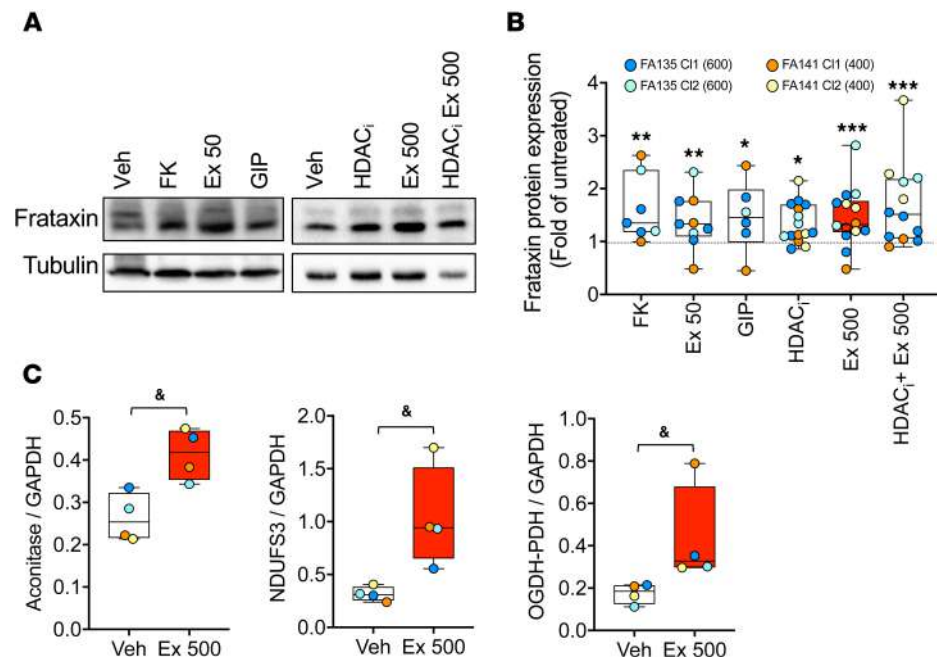 A
Veh
FK
Ex 50
GIP
Veh
HDACi
Ex 500
HDACi Ex 500
Frataxin
Tubulin
B
FA135 Cl1 (600)
FA141 Cl1 (400)
FA135 Cl2 (600)
FA141 Cl2 (400)
Frataxin protein expression
(Fold of untreated)
4
3
2
1
0
**
**
*
*
***
***
FK
Ex 50
GIP
HDACi
Ex 500
HDACi+ Ex 500
C
Aconitase / GAPDH
0.5
0.4
0.3
0.2
0.1
0.0
&
Veh Ex 500
NDUFS3 / GAPDH
2.0
1.5
1.0
0.5
0.0
&
Veh Ex 500
OGDH-PDH / GAPDH
1.0
0.8
0.6
0.4
0.2
0.0
&
Veh Ex 500